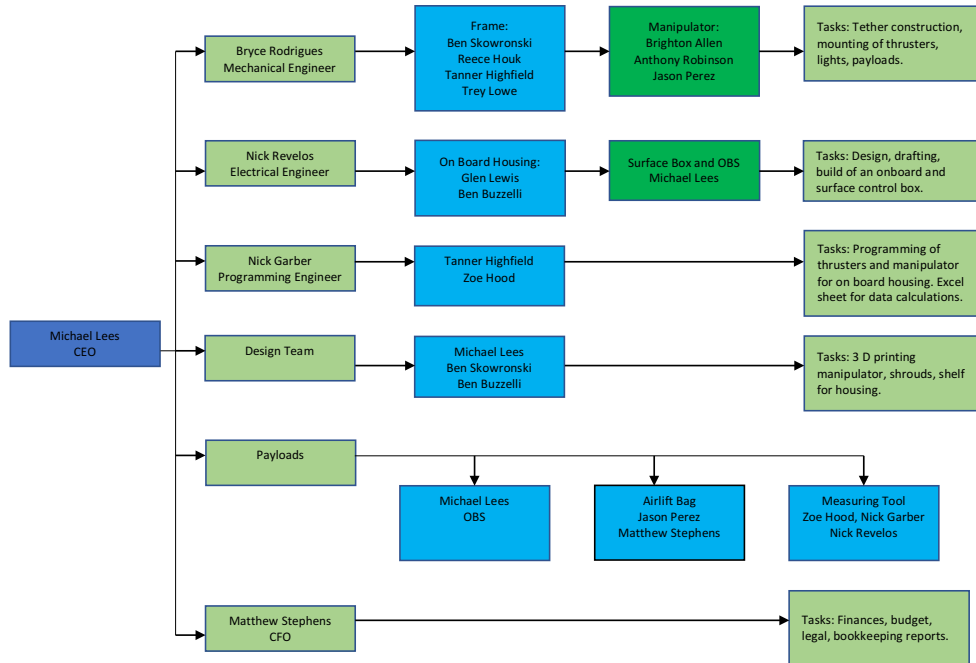 Bryce Rodrigues
Mechanical Engineer
Frame:
Ben Skowronski
Reece Houk
Tanner Highfield
Trey Lowe
Manipulator:
Brighton Allen
Anthony Robinson
Jason Perez
Tasks: Tether construction,
mounting of thrusters,
lights, payloads.
Nick Revelos
Electrical Engineer
On Board Housing:
Glen Lewis
Ben Buzzelli
Surface Box and OBS
Michael Lees
Tasks: Design, drafting,
build of an onboard and
surface control box.
Nick Garber
Programming Engineer
Tanner Highfield
Zoe Hood
Tasks: Programming of
thrusters and manipulator
for on board housing. Excel
sheet for data calculations.
Michael Lees
CEO
Design Team
Michael Lees
Ben Skowronski
Ben Buzzelli
Tasks: 3 D printing
manipulator, shrouds, shelf
for housing.
Payloads
Michael Lees
OBS
Airlift Bag
Jason Perez
Matthew Stephens
Measuring Tool
Zoe Hood, Nick Garber
Nick Revelos
Matthew Stephens
CFO
Tasks: Finances, budget,
legal, bookkeeping reports.